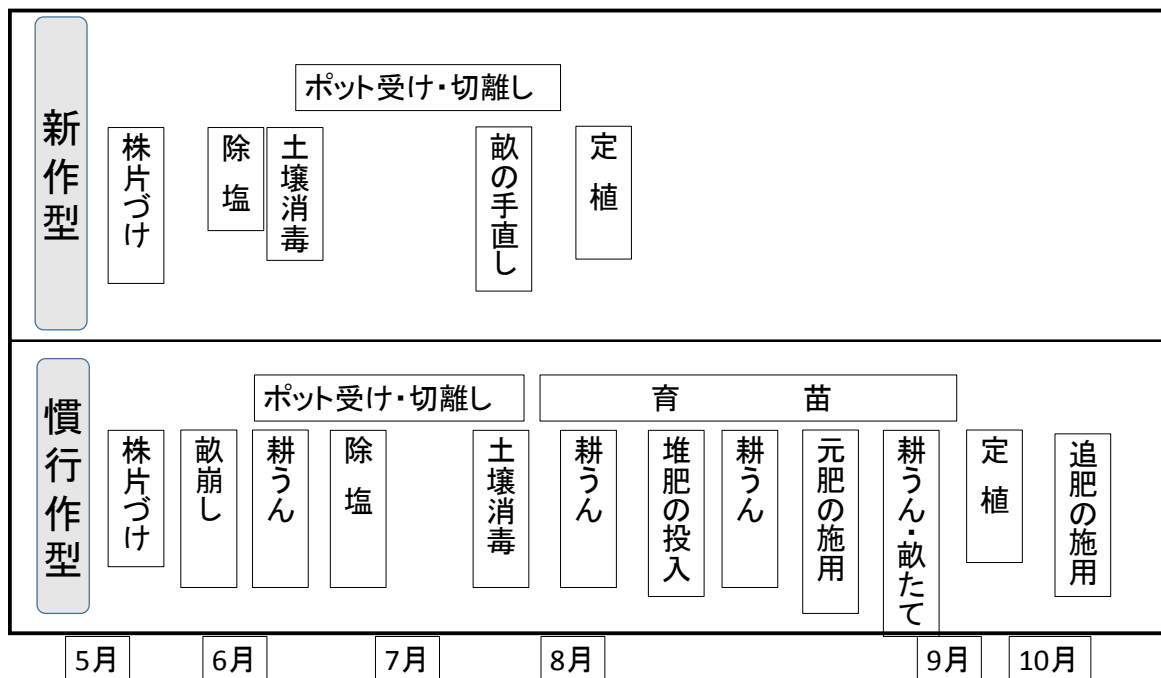 新作型
ポット受け・切離し
株片づけ
除塩
土壌消毒
畝の手直し
定植
慣行作型
ポット受け・切離し
育苗
株片づけ
畝崩し
耕うん
除塩
土壌消毒
耕うん
堆肥の投入
耕うん
元肥の施用
耕うん・畝たて
定植
追肥の施用
5月
6月
7月
8月
9月
10月